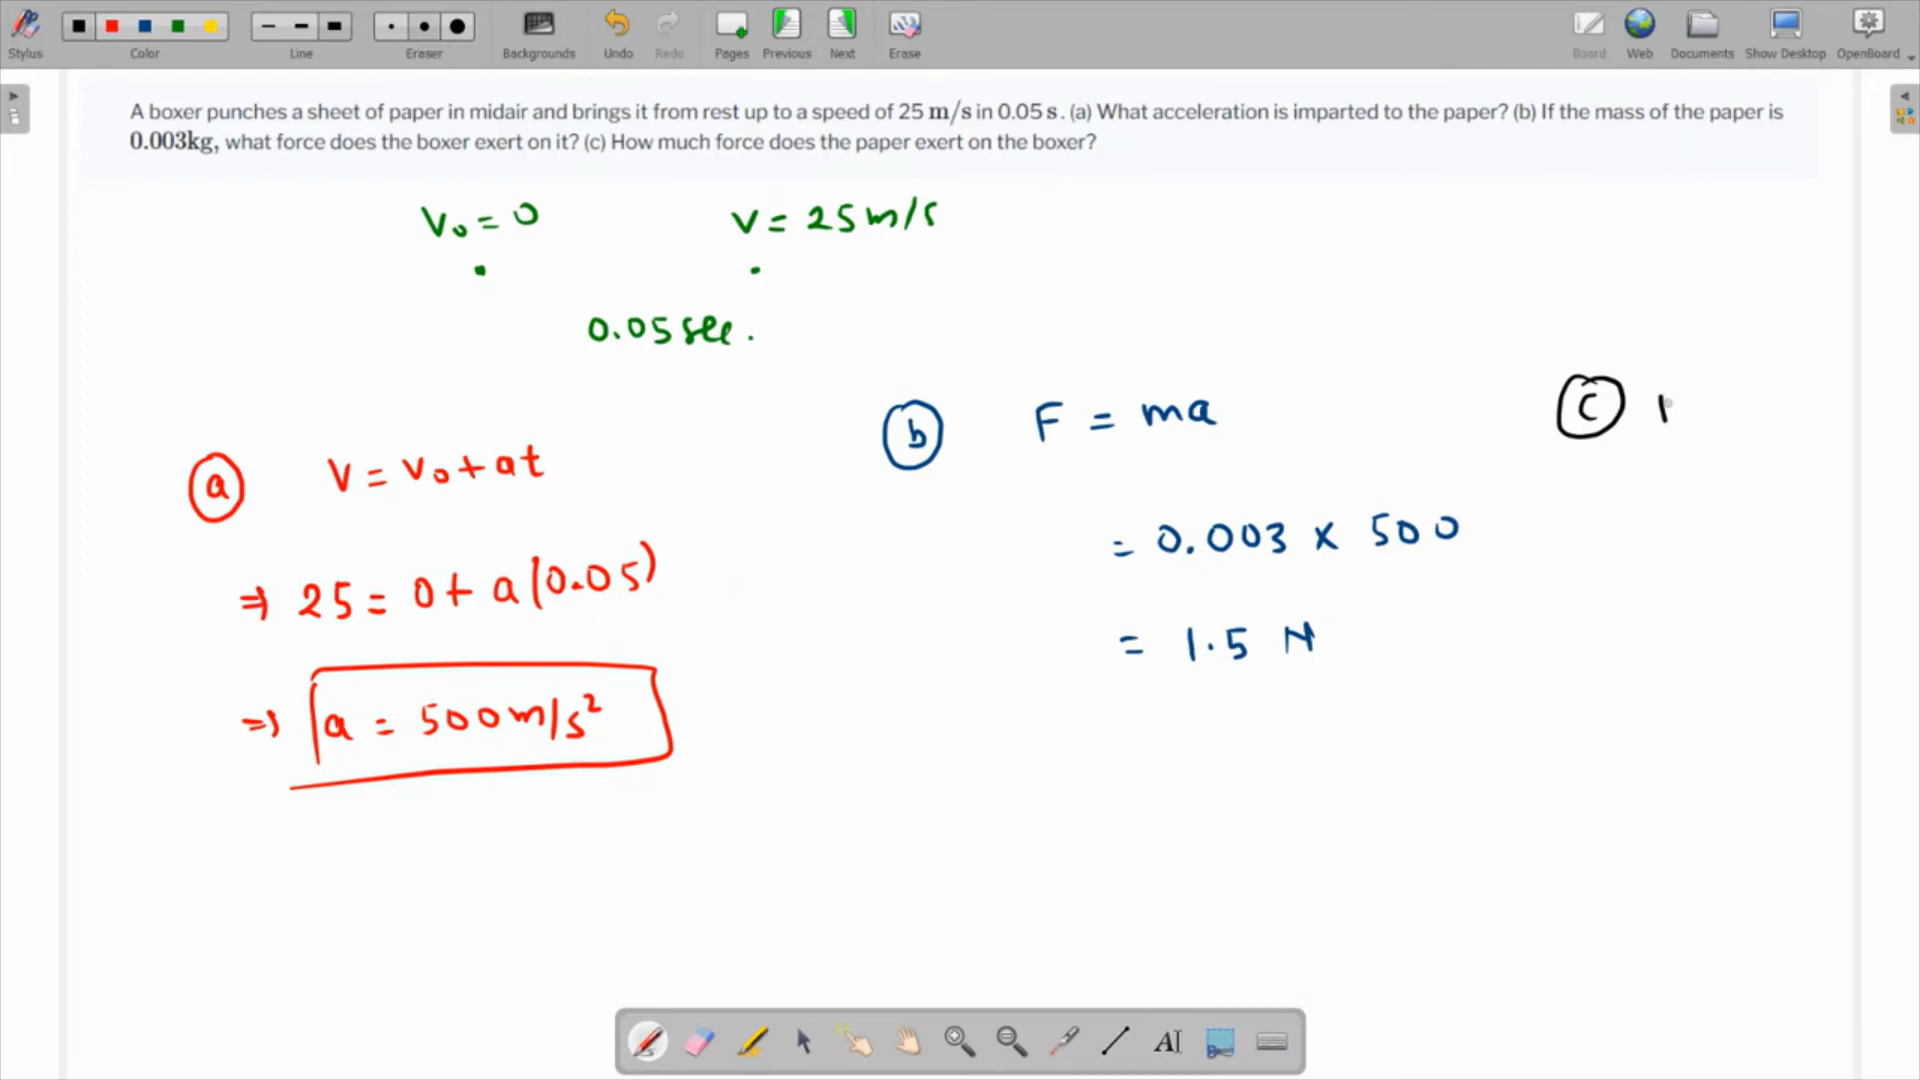 Stylus Color Line Eraser Backgrounds Undo Redo Pages Previous Next Erase Board Web Documents Show Desktop OpenBoard
A boxer punches a sheet of paper in midair and brings it from rest up to a speed of 25 m/s in 0.05 s. (a) What acceleration is imparted to the paper? (b) If the mass of the paper is
0.003kg, what force does the boxer exert on it? (c) How much force does the paper exert on the boxer?
V₀ = 0 V = 25 m/s
0.05 sec.
(a) V = V₀ + at
⇒ 25 = 0 + a(0.05)
⇒ a = 500 m/s²
(b) F = ma
= 0.003 × 500
= 1.5 N
(c)
AI